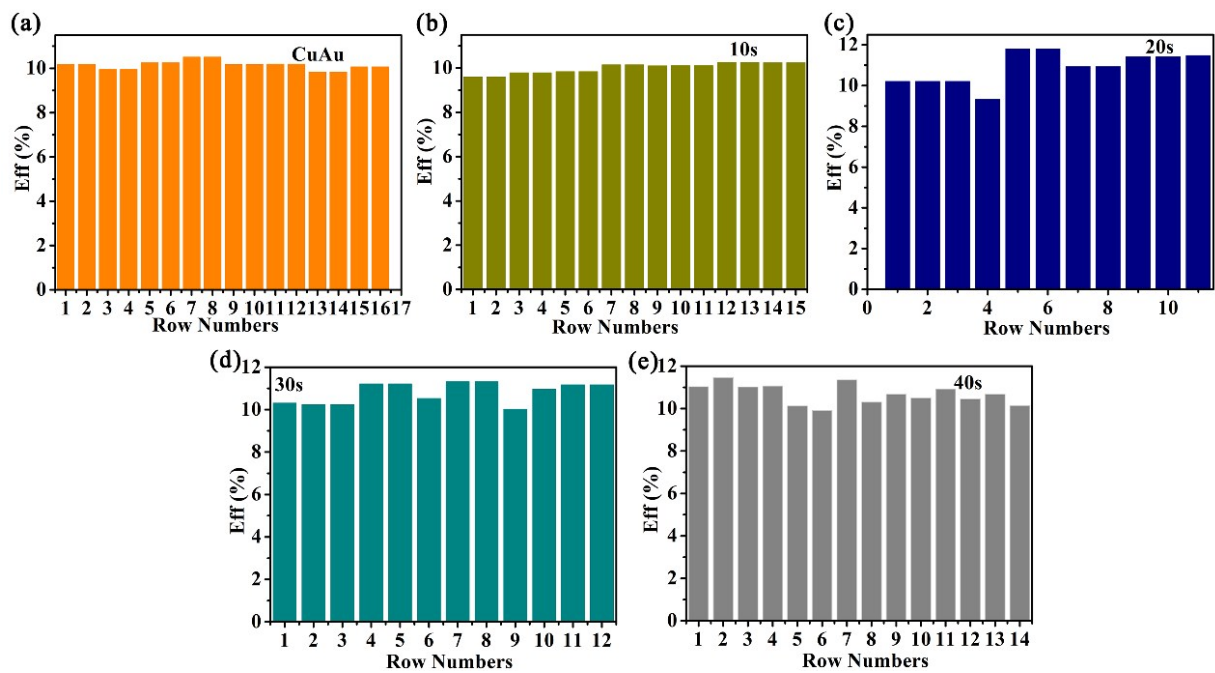 (a)
CuAu
Eff (%)
10
8
6
4
2
0
1 2 3 4 5 6 7 8 9 10 11 12 13 14 15 16 17
Row Numbers
(b)
10s
Eff (%)
10
8
6
4
2
0
1 2 3 4 5 6 7 8 9 10 11 12 13 14 15
Row Numbers
(c)
20s
Eff (%)
12
10
8
6
4
2
0
0 2 4 6 8 10
Row Numbers
(d)
30s
Eff (%)
12
10
8
6
4
2
0
1 2 3 4 5 6 7 8 9 10 11 12
Row Numbers
(e)
40s
Eff (%)
12
10
8
6
4
2
0
1 2 3 4 5 6 7 8 9 10 11 12 13 14
Row Numbers